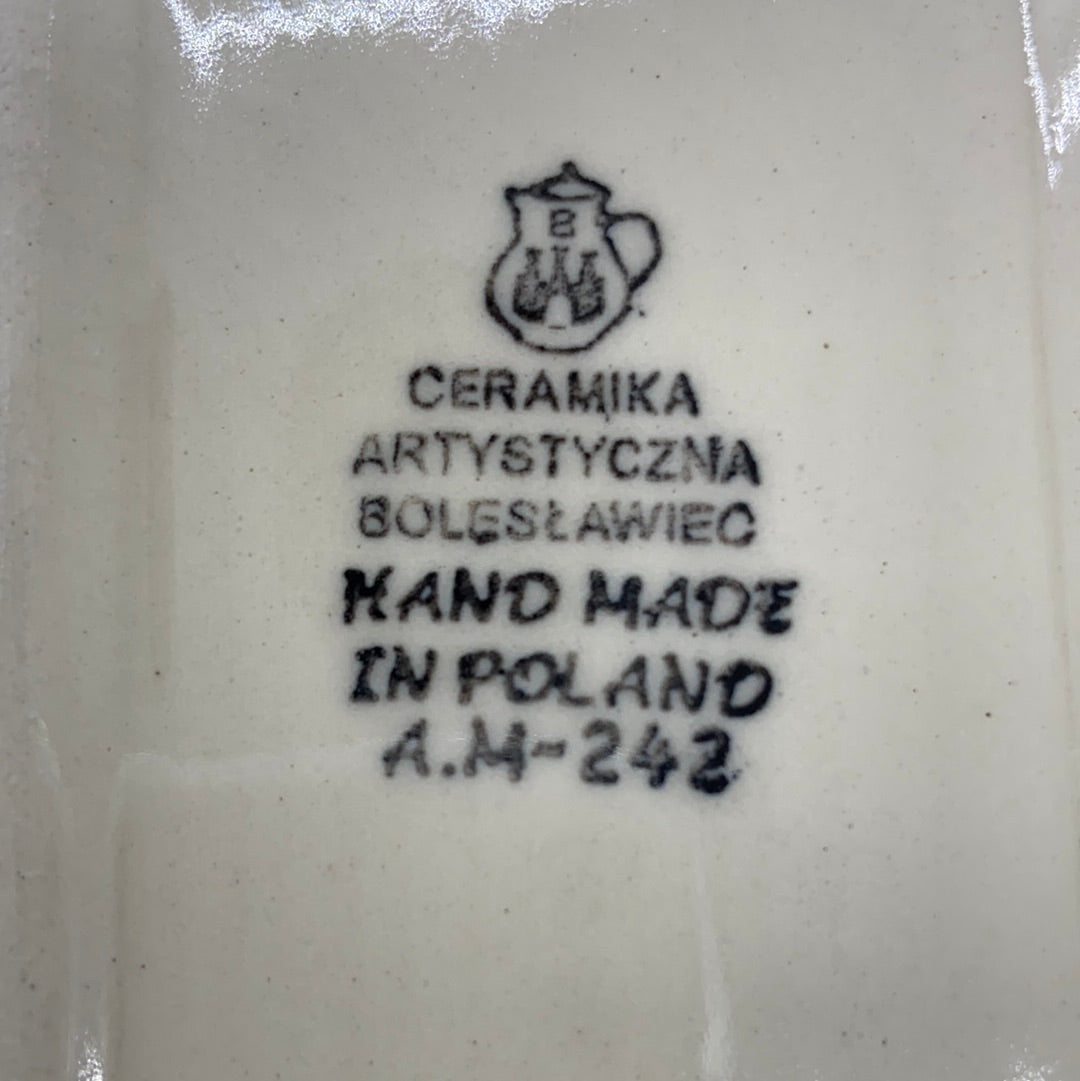 B
CERAMIKA
ARTYSTYCZNA
BOLESŁAWIEC
HAND MADE
IN POLAND
A.M-242